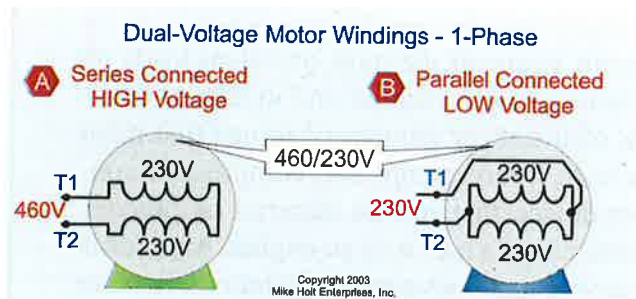 Dual-Voltage Motor Windings - 1-Phase
A Series Connected
HIGH Voltage
B Parallel Connected
LOW Voltage
460/230V
T1
460V
T2
230V
230V
T1
230V
T2
230V
230V
Copyright 2003
Mike Holt Enterprises, Inc.